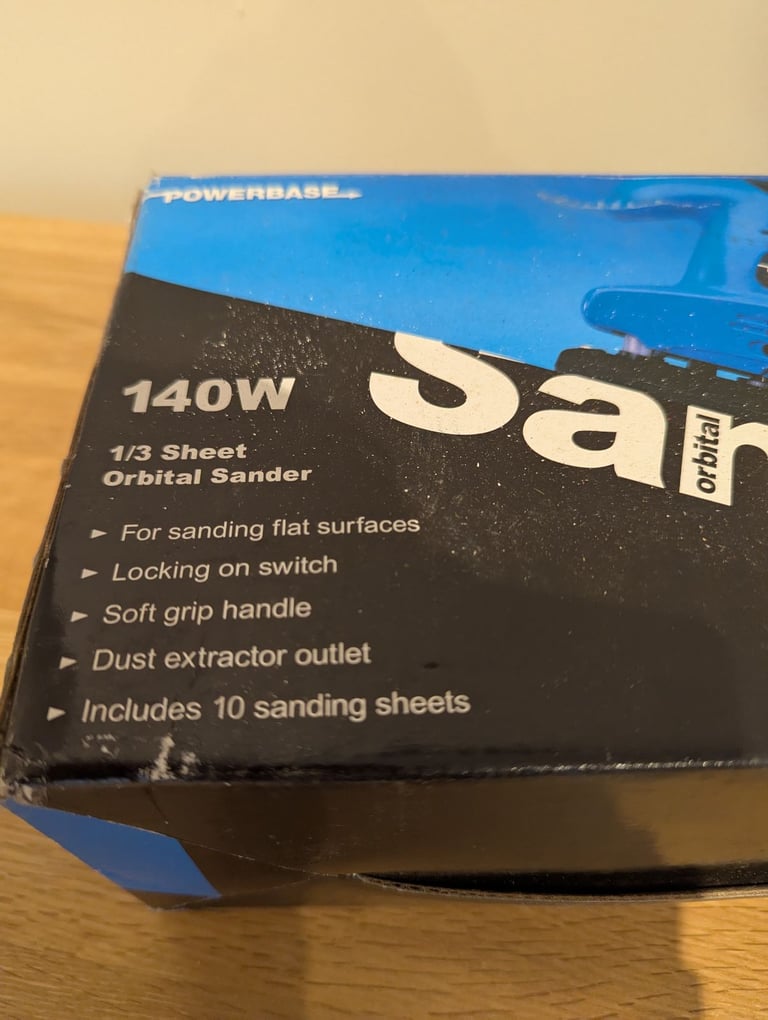 POWERBASE
140W
1/3 Sheet
Orbital Sander
San
orbital
► For sanding flat surfaces
► Locking on switch
► Soft grip handle
► Dust extractor outlet
► Includes 10 sanding sheets